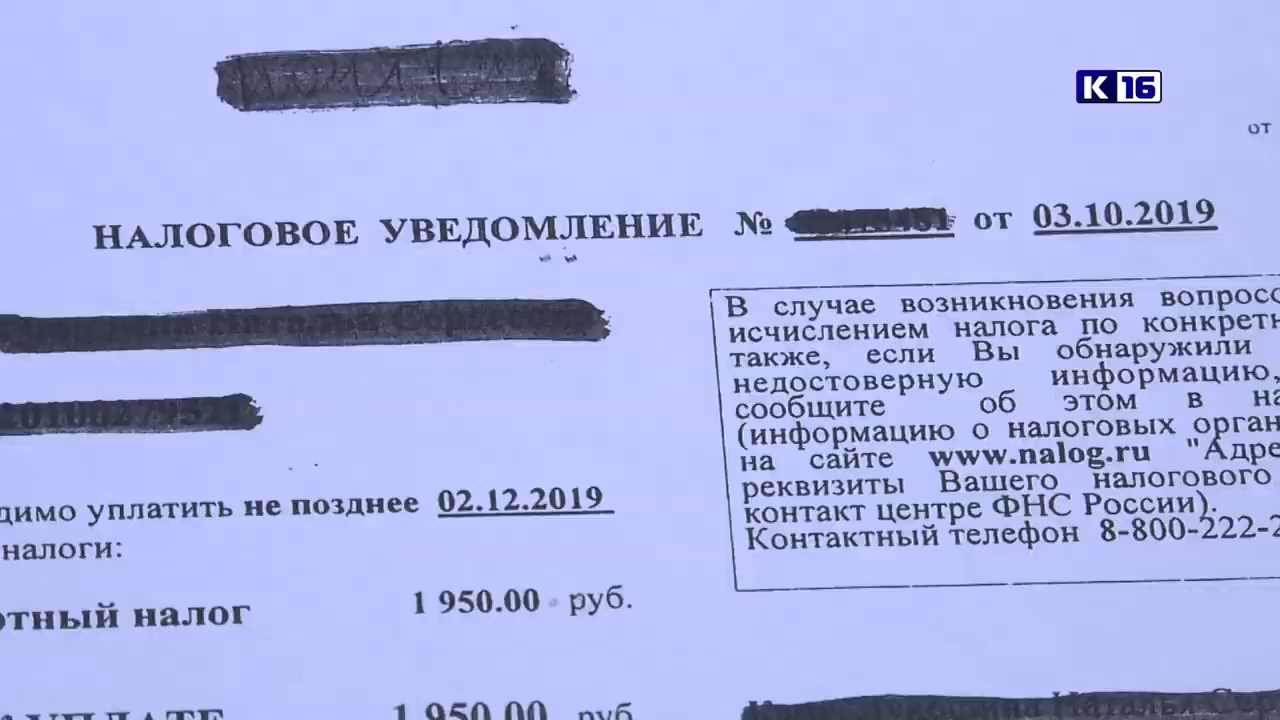 К 16
от
НАЛОГОВОЕ УВЕДОМЛЕНИЕ № от 03.10.2019
В случае возникновения вопросо
исчислением налога по конкретн
также, если Вы обнаружили
недостоверную информацию,
сообщите об этом в на
(информацию о налоговых орган
на сайте www.nalog.ru "Адре
реквизиты Вашего налогового
контакт центре ФНС России).
Контактный телефон 8-800-222-2
димо уплатить не позднее 02.12.2019
налоги:
ртный налог 1 950.00 руб.
УПЛАТЕ 1 950.00 руб